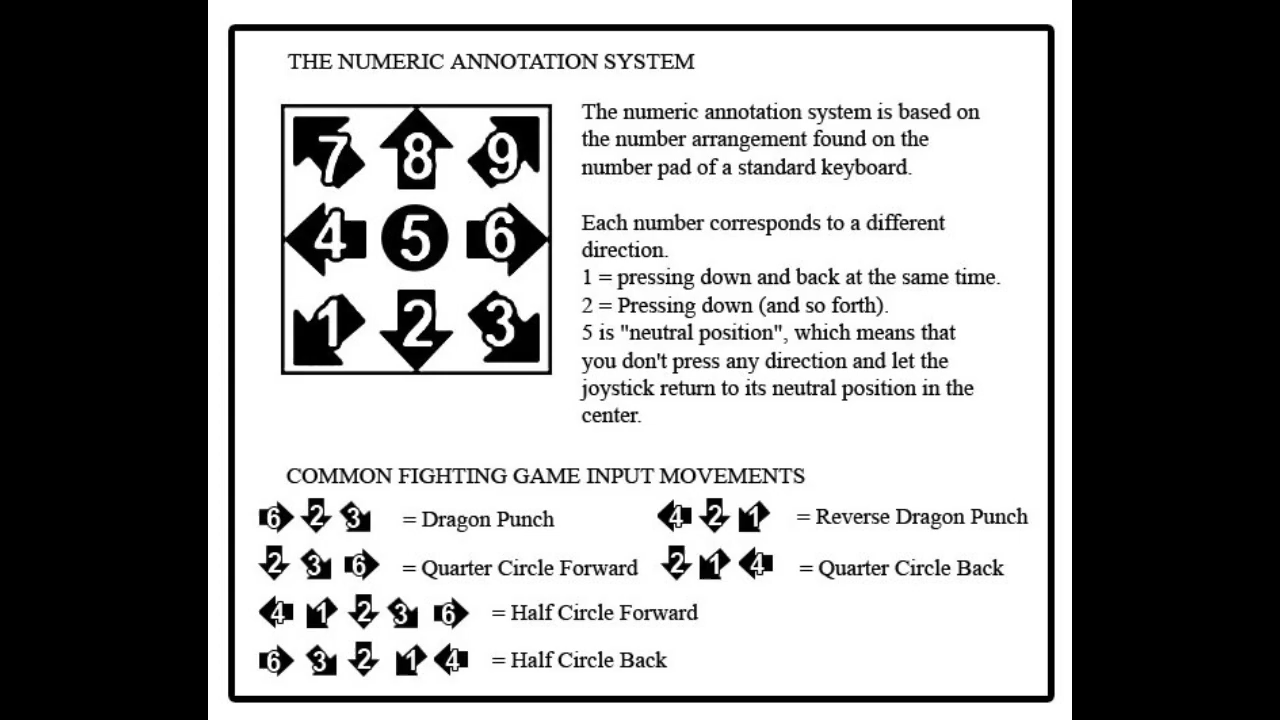 THE NUMERIC ANNOTATION SYSTEM
7 8 9
4 5 6
1 2 3
The numeric annotation system is based on
the number arrangement found on the
number pad of a standard keyboard.
Each number corresponds to a different
direction.
1 = pressing down and back at the same time.
2 = Pressing down (and so forth).
5 is "neutral position", which means that
you don't press any direction and let the
joystick return to its neutral position in the
center.
COMMON FIGHTING GAME INPUT MOVEMENTS
6 2 3 = Dragon Punch
4 2 1 = Reverse Dragon Punch
2 3 6 = Quarter Circle Forward
2 1 4 = Quarter Circle Back
4 1 2 3 6 = Half Circle Forward
6 3 2 1 4 = Half Circle Back